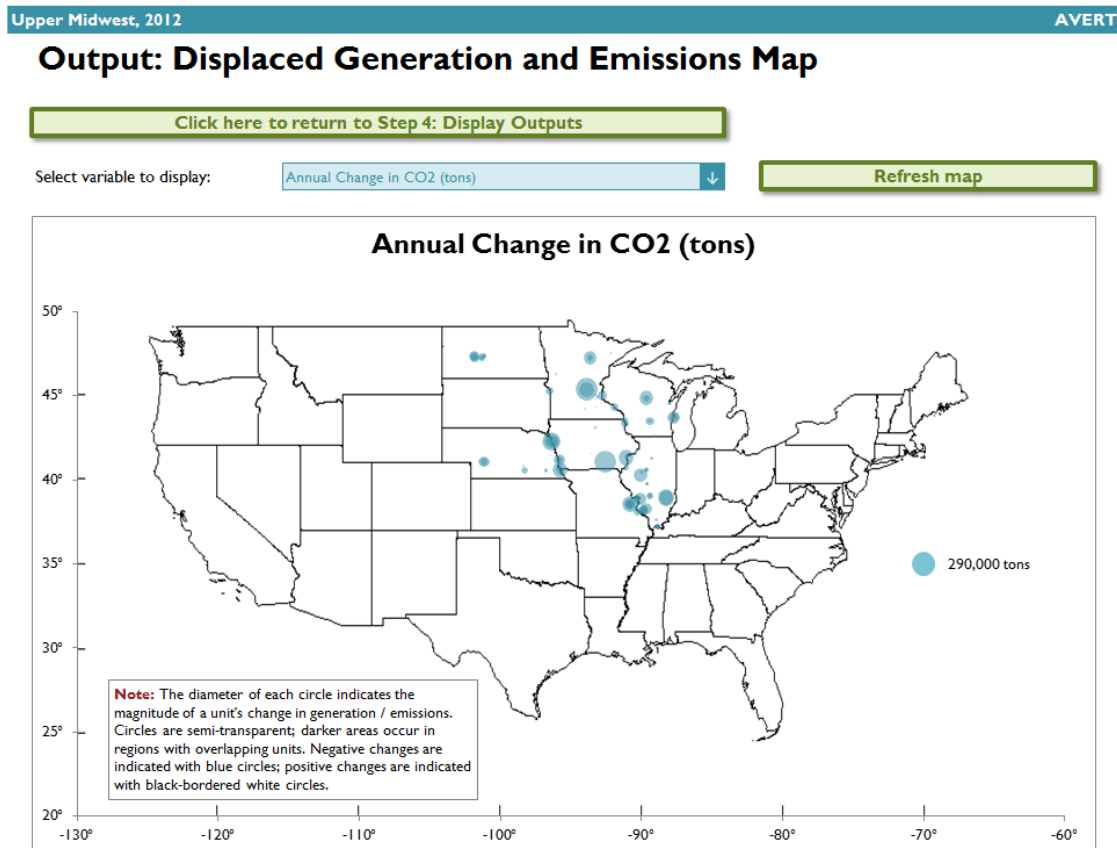 Upper Midwest, 2012
AVERT
Output: Displaced Generation and Emissions Map
Click here to return to Step 4: Display Outputs
Select variable to display:
Annual Change in CO2 (tons)
Refresh map
Annual Change in CO2 (tons)
50°
45°
40°
35°
30°
25°
20°
290,000 tons
Note: The diameter of each circle indicates the
magnitude of a unit's change in generation / emissions.
Circles are semi-transparent; darker areas occur in
regions with overlapping units. Negative changes are
indicated with blue circles; positive changes are indicated
with black-bordered white circles.
-130°
-120°
-110°
-100°
-90°
-80°
-70°
-60°